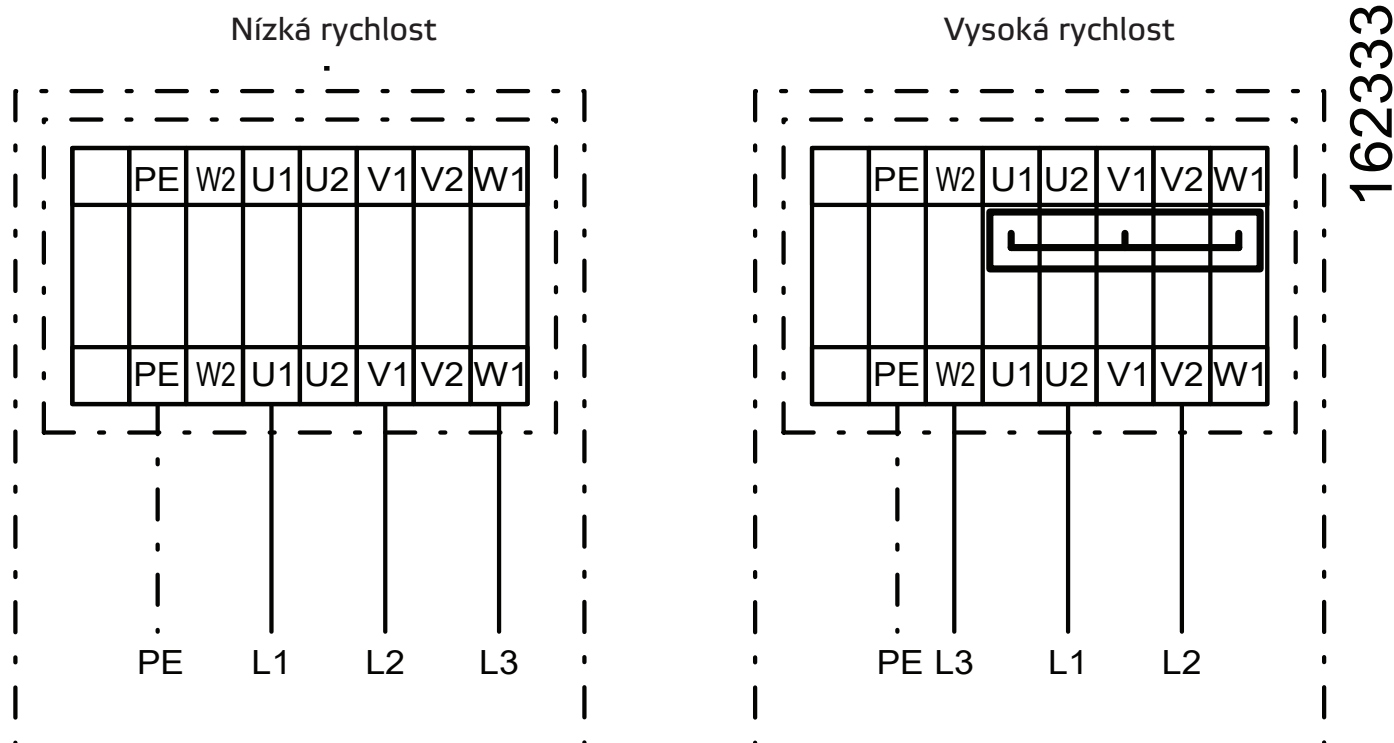 Nízká rychlost
PE W2 U1 U2 V1 V2 W1
PE W2 U1 U2 V1 V2 W1
PE L1 L2 L3
Vysoká rychlost
PE W2 U1 U2 V1 V2 W1
PE W2 U1 U2 V1 V2 W1
PE L3 L1 L2
162333